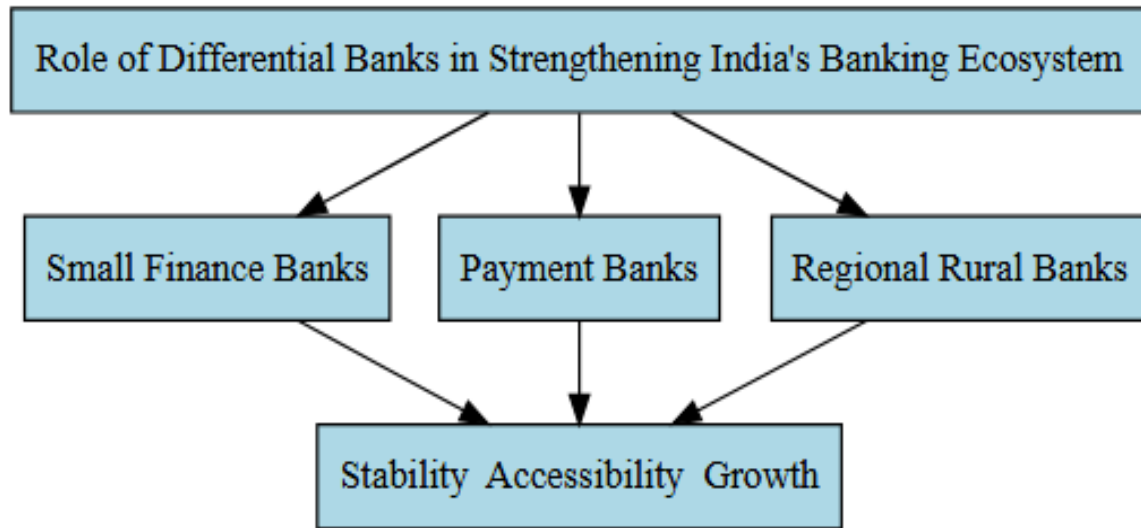 Role of Differential Banks in Strengthening India's Banking Ecosystem
Small Finance Banks
Payment Banks
Regional Rural Banks
Stability Accessibility Growth